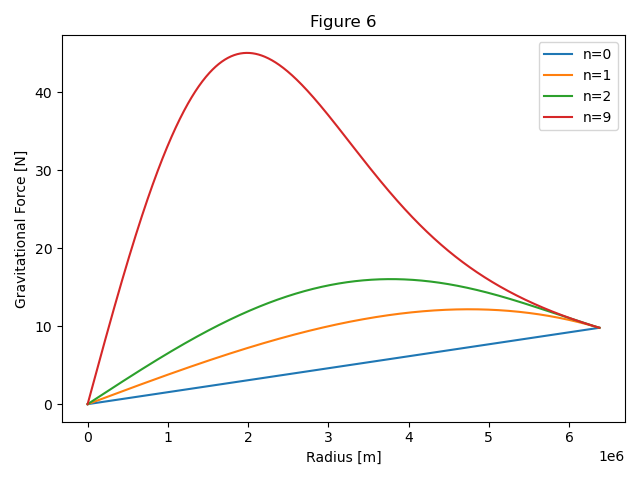 Figure 6
Gravitational Force [N]
40
30
20
10
0
n=0
n=1
n=2
n=9
0 1 2 3 4 5 6
1e6
Radius [m]